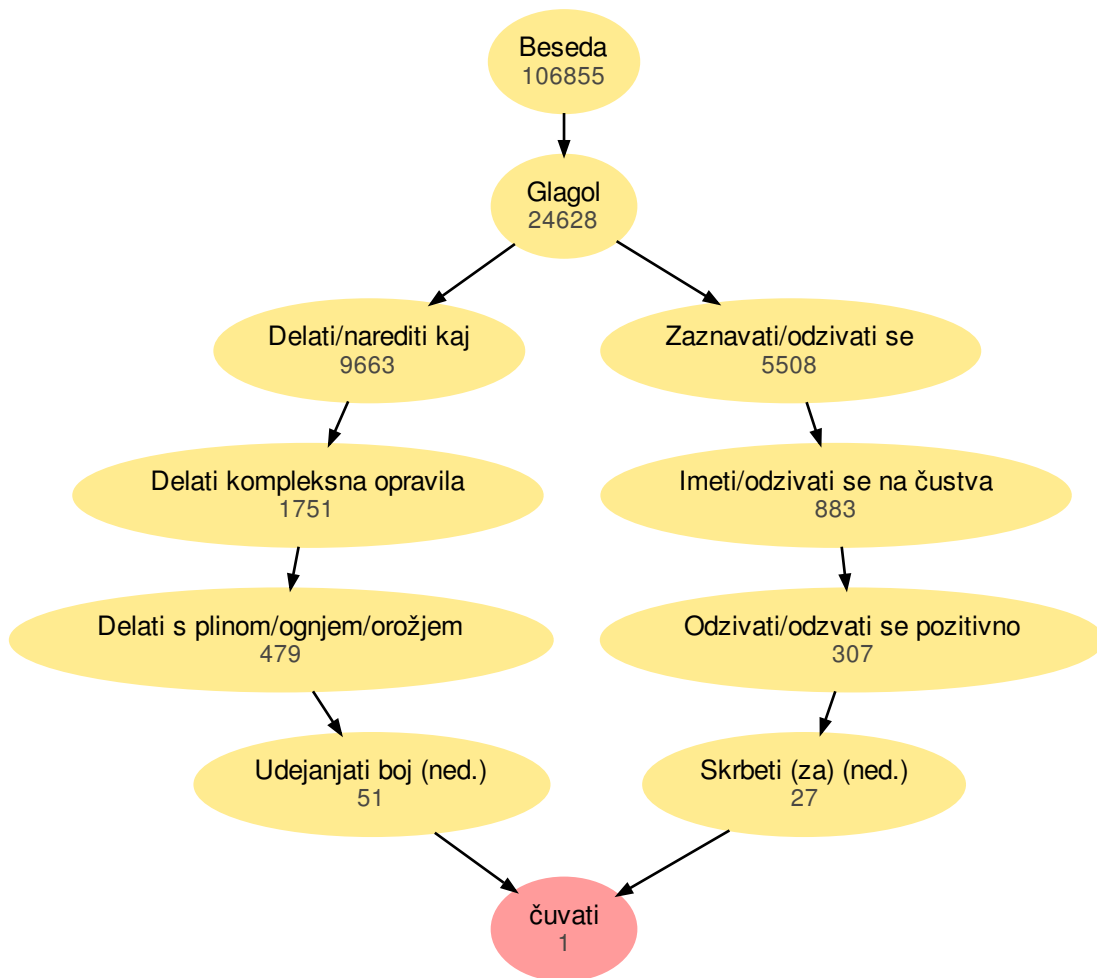 Beseda
106855
Glagol
24628
Delati/narediti kaj
9663
Zaznavati/odzivati se
5508
Delati kompleksna opravila
1751
Imeti/odzivati se na čustva
883
Delati s plinom/ognjem/orožjem
479
Odzivati/odzvati se pozitivno
307
Udejanjati boj (ned.)
51
Skrbeti (za) (ned.)
27
čuvati
1